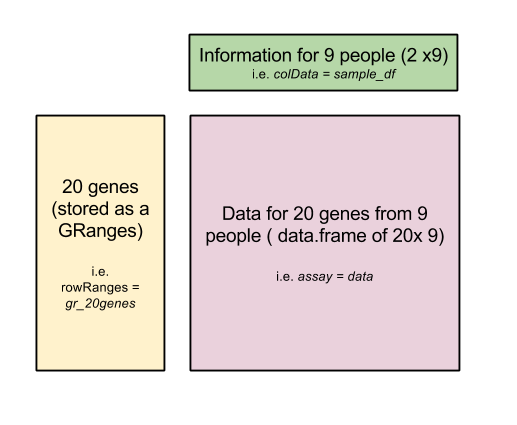 Information for 9 people (2 x9)
i.e. colData = sample_df
20 genes
(stored as a
GRanges)
i.e.
rowRanges =
gr_20genes
Data for 20 genes from 9
people ( data.frame of 20x 9)
i.e. assay = data